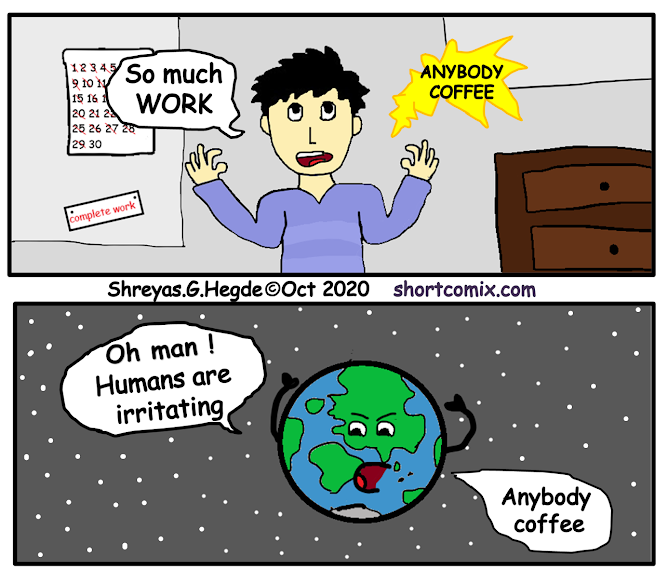 1 2 3 4 5
9 10 11
15 16 1
20 21 2
25 26 27 28
29 30
So much
WORK
ANYBODY
COFFEE
complete work
Shreyas.G.Hegde©Oct 2020 shortcomix.com
Oh man !
Humans are
irritating
Anybody
coffee